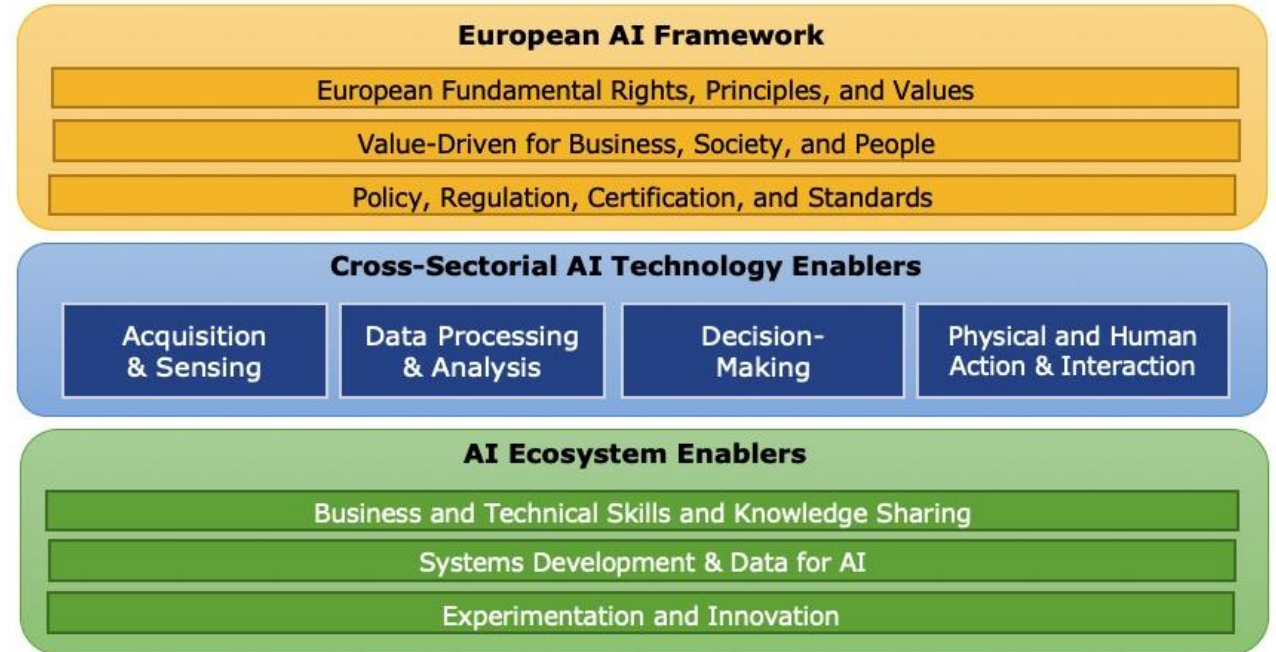 European AI Framework
European Fundamental Rights, Principles, and Values
Value-Driven for Business, Society, and People
Policy, Regulation, Certification, and Standards
Cross-Sectorial AI Technology Enablers
Acquisition
& Sensing
Data Processing
& Analysis
Decision-
Making
Physical and Human
Action & Interaction
AI Ecosystem Enablers
Business and Technical Skills and Knowledge Sharing
Systems Development & Data for AI
Experimentation and Innovation